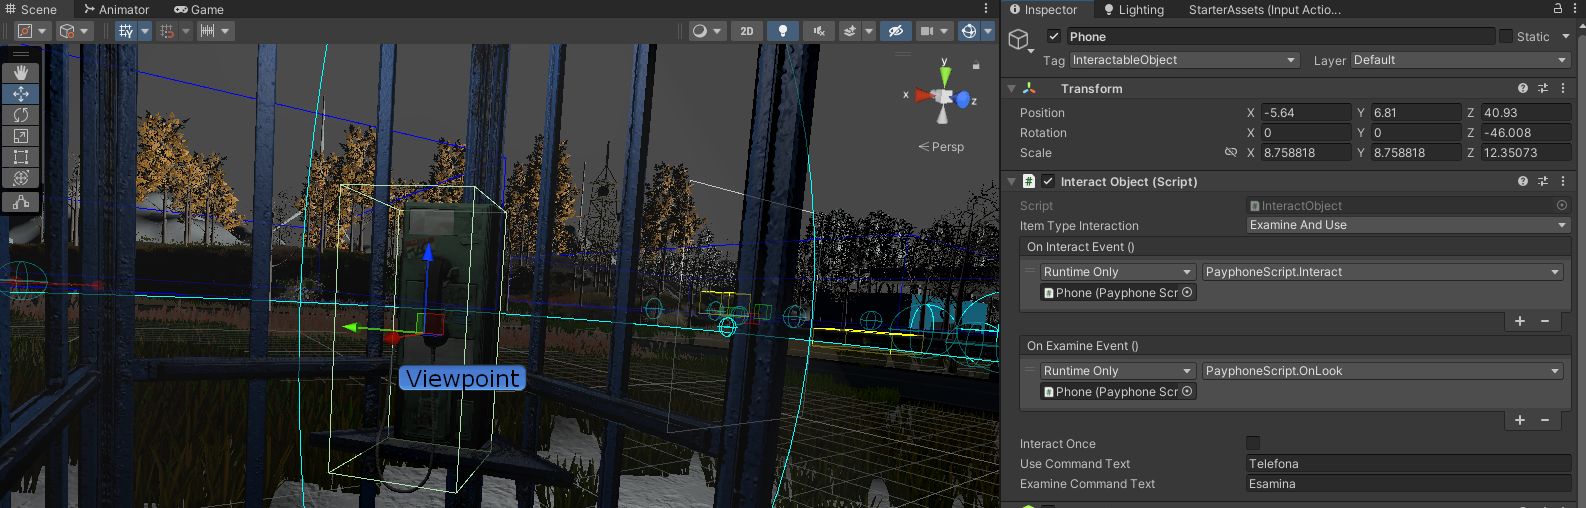 Scene Animator Game
2D
y
x
z
Persp
Viewpoint
Inspector Lighting StarterAssets (Input Actio...
Phone Static
Tag InteractableObject Layer Default
Transform
Position X -5.64 Y 6.81 Z 40.93
Rotation X 0 Y 0 Z -46.008
Scale X 8.758818 Y 8.758818 Z 12.35073
# Interact Object (Script)
Script InteractObject
Item Type Interaction Examine And Use
On Interact Event ()
Runtime Only PayphoneScript.Interact
Phone (Payphone Scr
+ -
On Examine Event ()
Runtime Only PayphoneScript.OnLook
Phone (Payphone Scr
+ -
Interact Once
Use Command Text Telefona
Examine Command Text Esamina